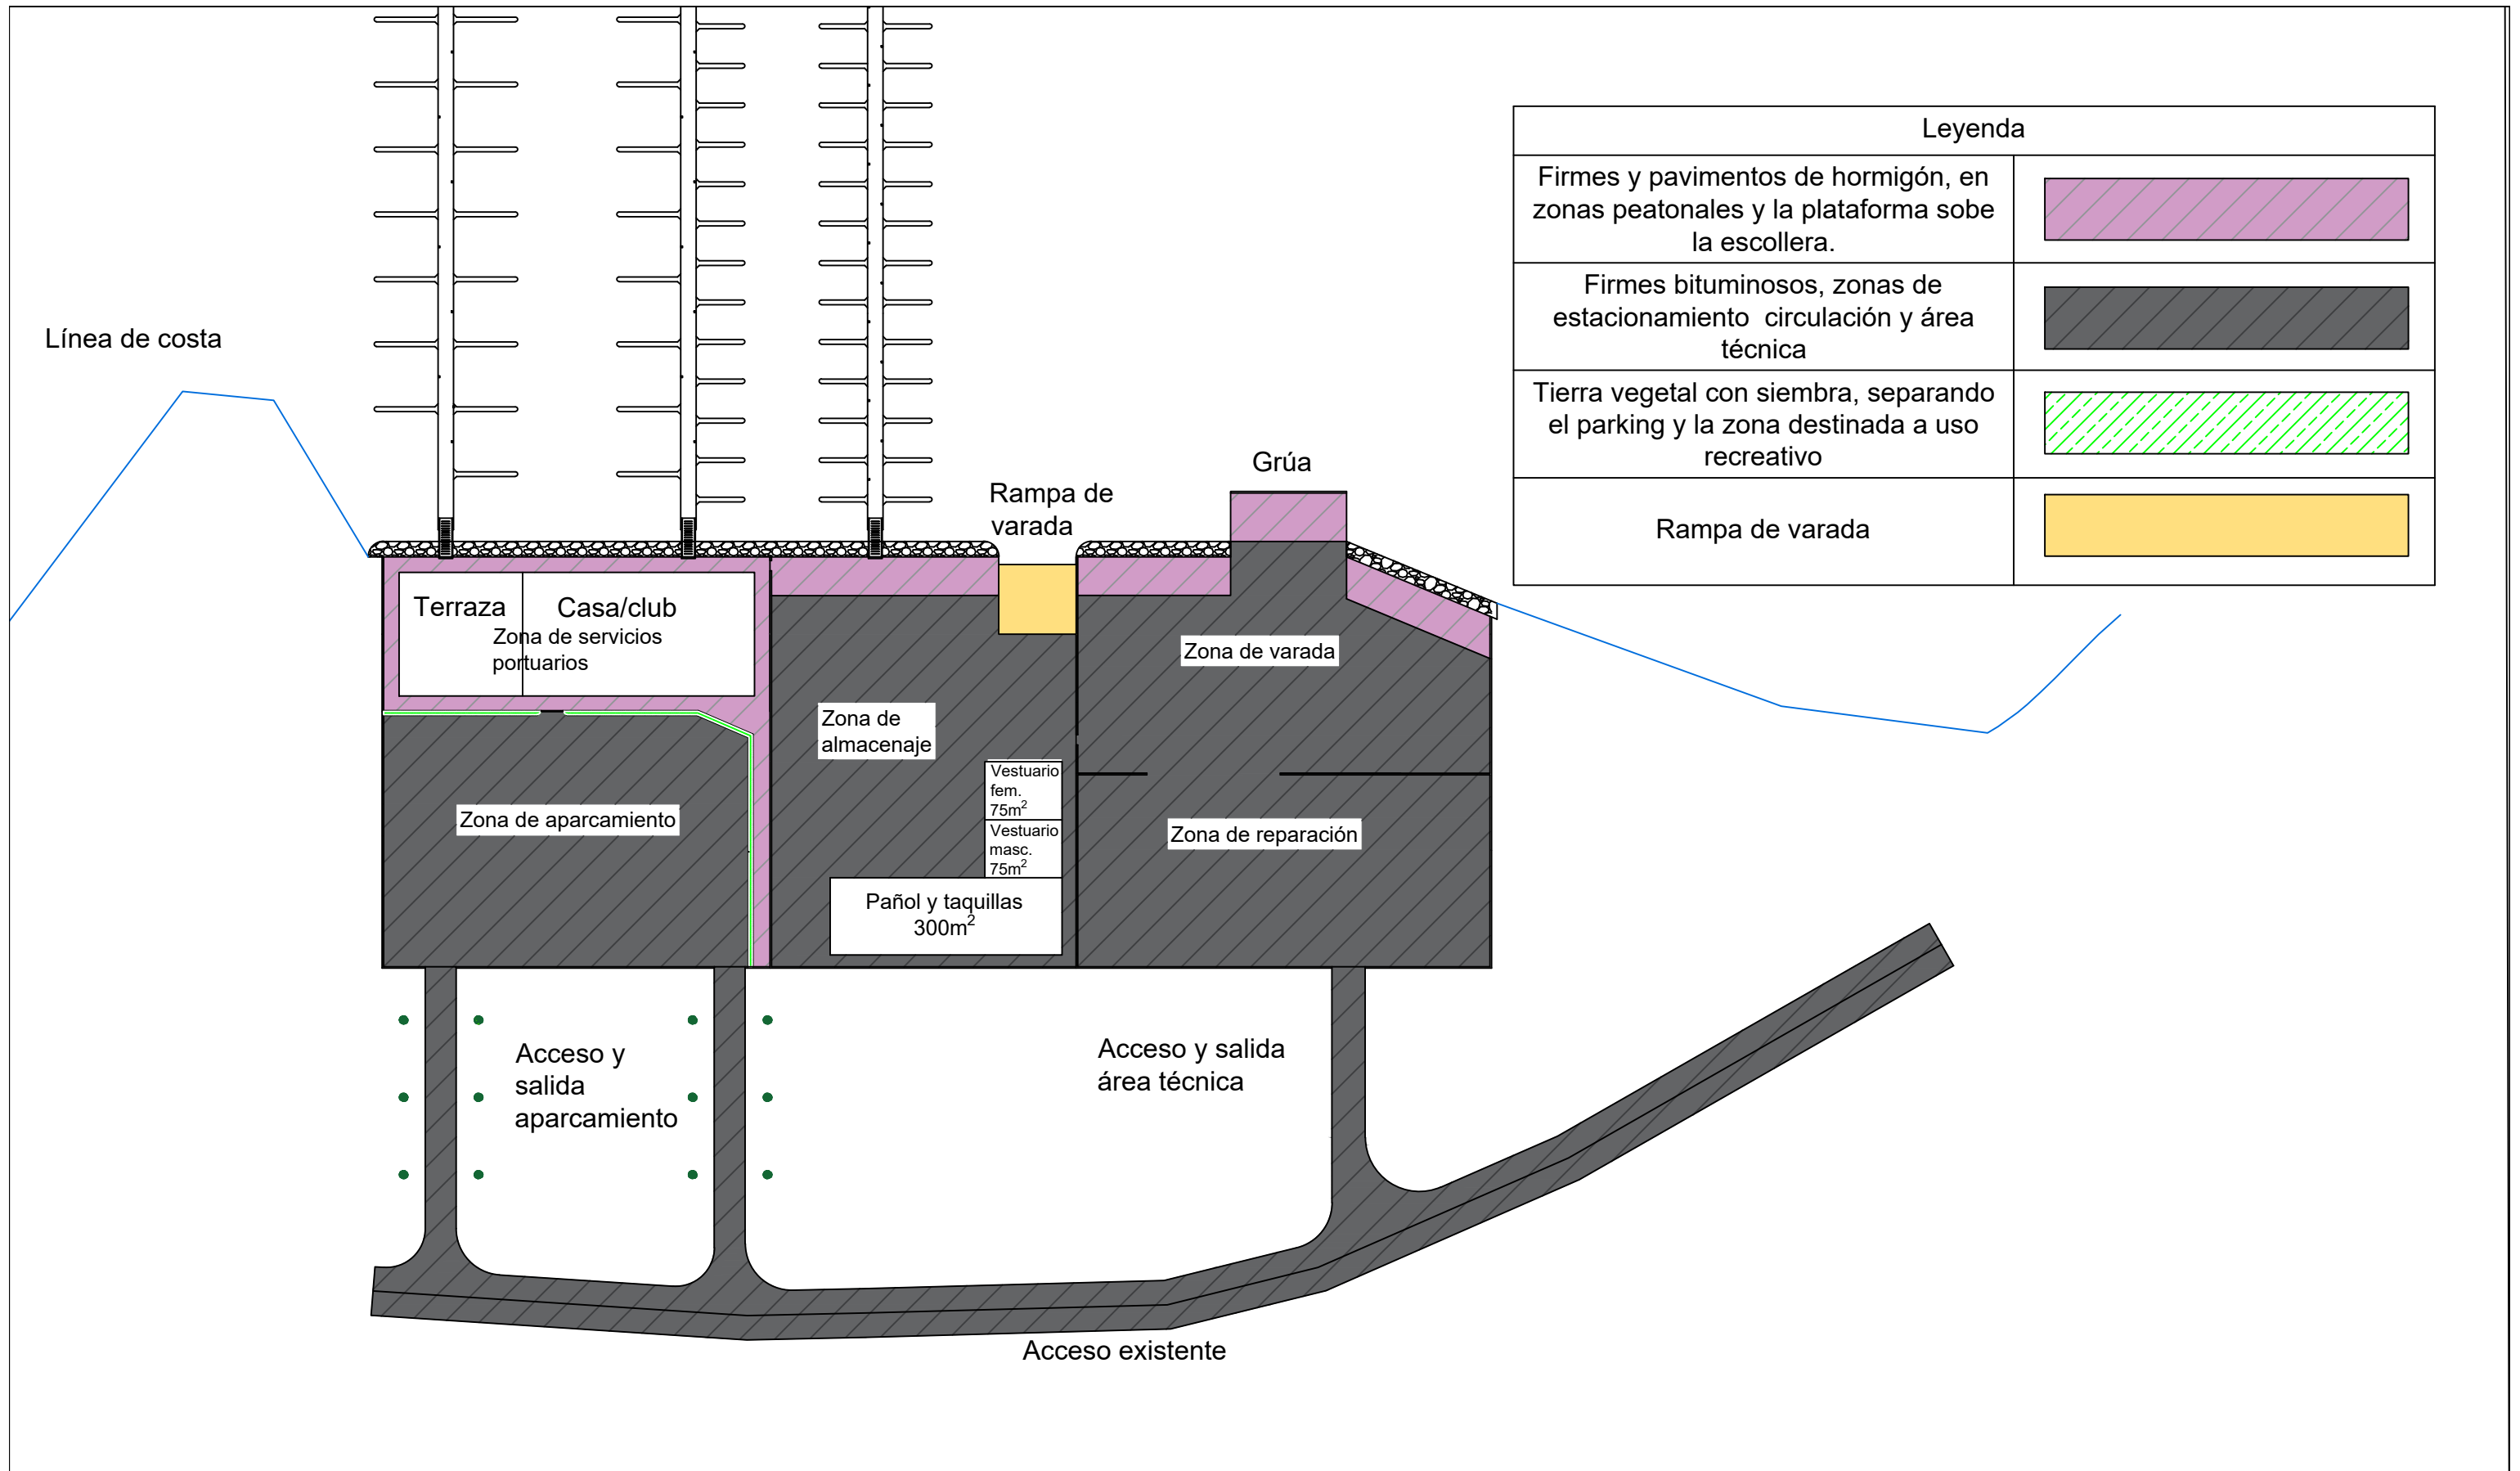 Leyenda
Firmes y pavimentos de hormigón, en
zonas peatonales y la plataforma sobe
la escollera.
Firmes bituminosos, zonas de
estacionamiento circulación y área
técnica
Tierra vegetal con siembra, separando
el parking y la zona destinada a uso
recreativo
Rampa de varada
Línea de costa
Grúa
Rampa de
varada
Terraza
Casa/club
Zona de servicios
portuarios
Zona de varada
Zona de
almacenaje
Vestuario
fem.
75m²
Vestuario
masc.
75m²
Zona de aparcamiento
Zona de reparación
Pañol y taquillas
300m²
Acceso y
salida
aparcamiento
Acceso y salida
área técnica
Acceso existente